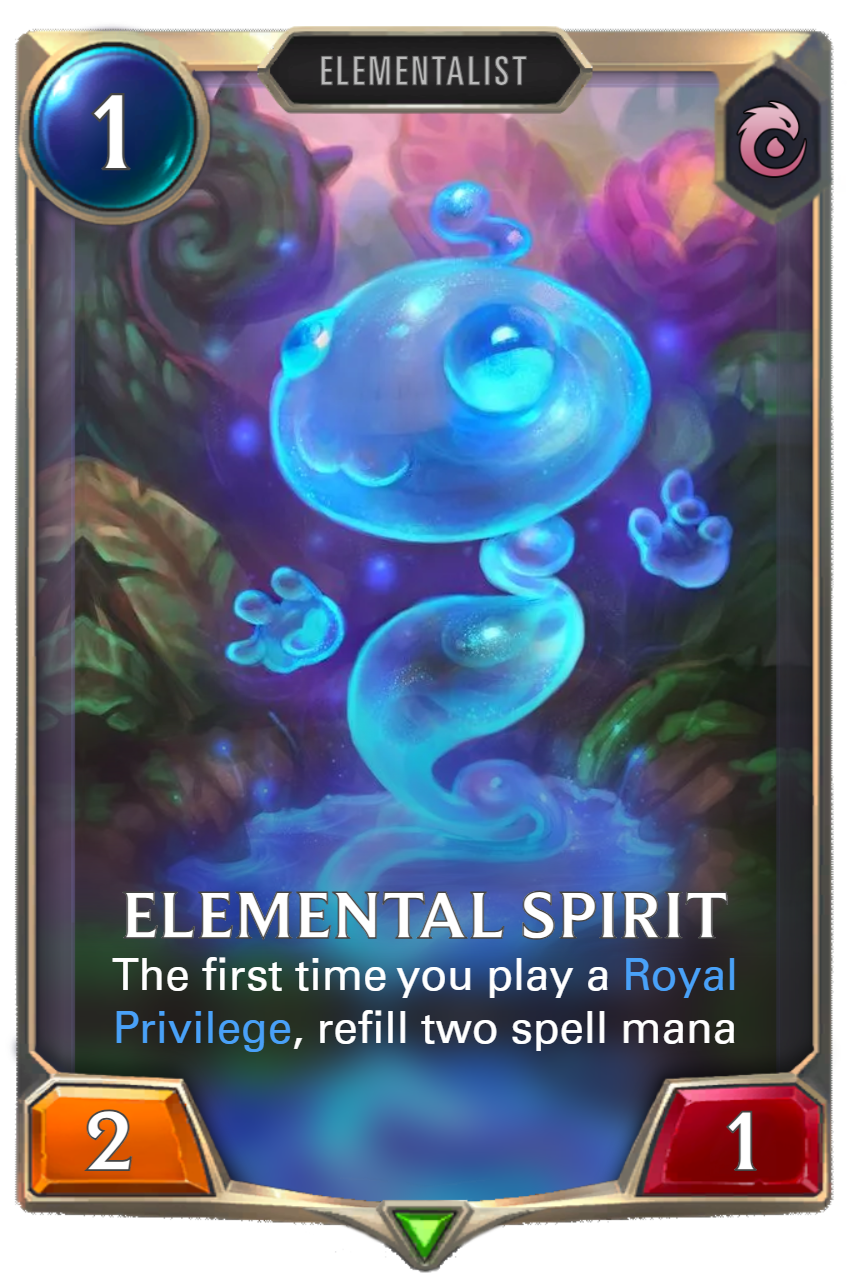 ELEMENTALIST
1
ELEMENTAL SPIRIT
The first time you play a Royal
Privilege, refill two spell mana
2
1